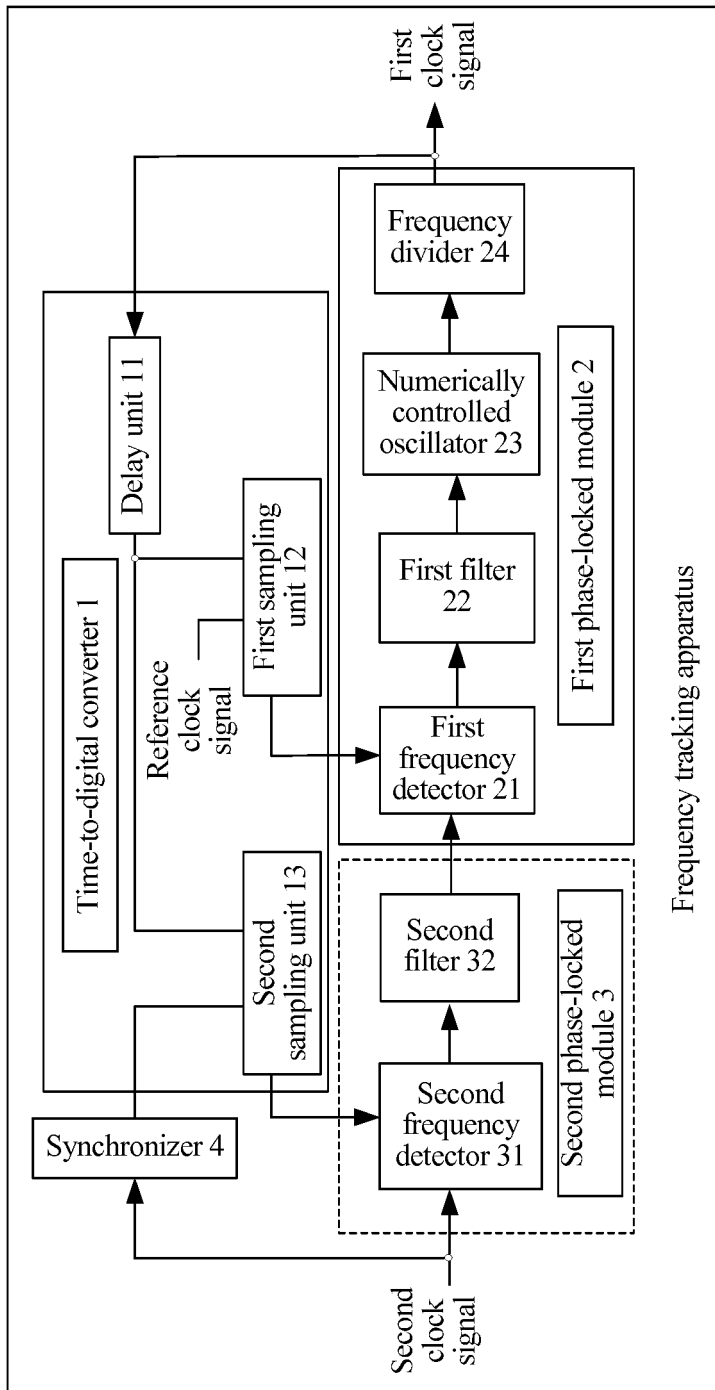 First
clock
signal
Delay unit 11
Time-to-digital converter 1
Reference
clock
signal
First sampling
unit 12
Second
sampling unit 13
Synchronizer 4
Second
clock
signal
Second
frequency
detector 31
Second
filter 32
Second phase-locked
module 3
First
frequency
detector 21
First filter
22
Numerically
controlled
oscillator 23
Frequency
divider 24
First phase-locked module 2
Frequency tracking apparatus